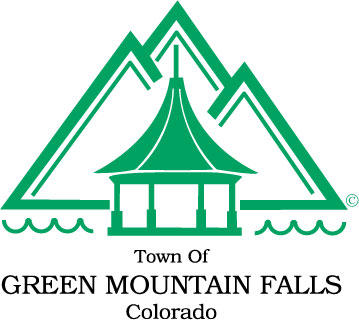 ©
Town Of
GREEN MOUNTAIN FALLS
Colorado